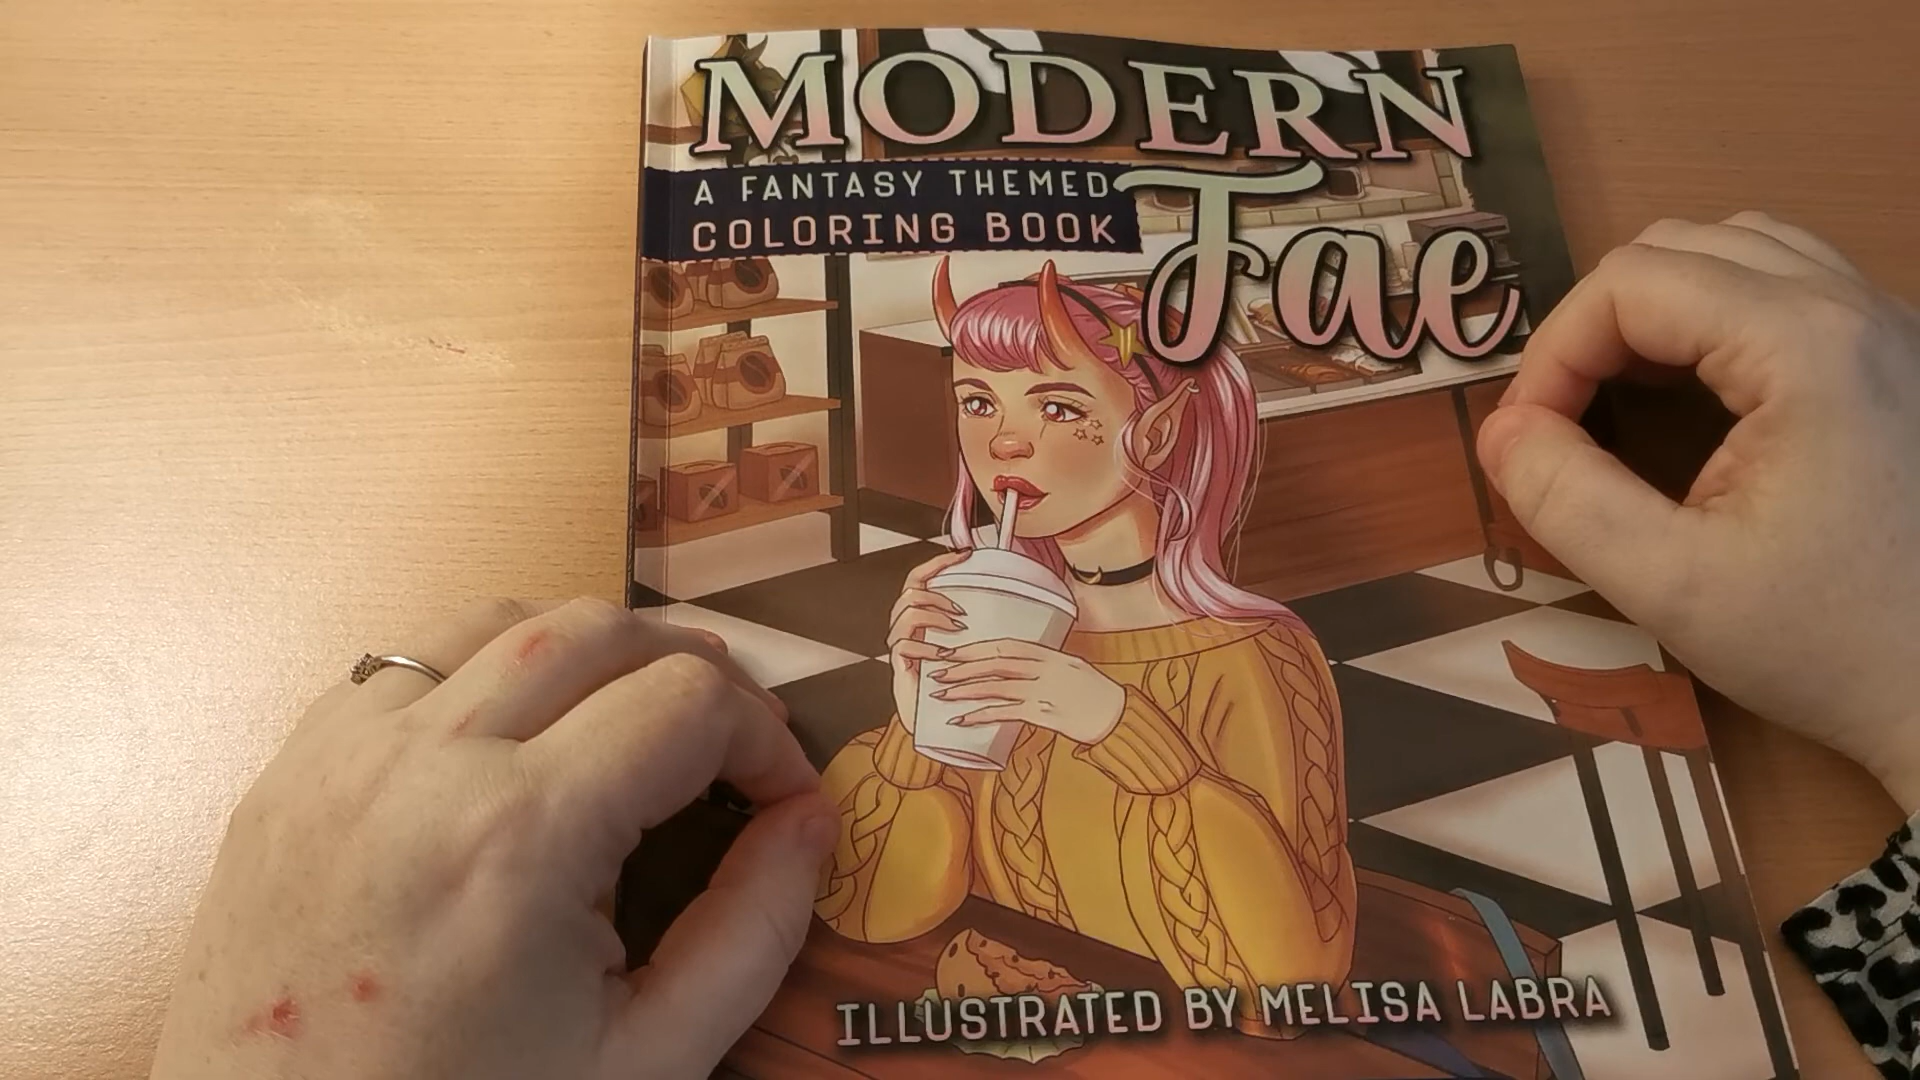 MODERN
A FANTASY THEMED
COLORING BOOK
Fae
ILLUSTRATED BY MELISA LABRA